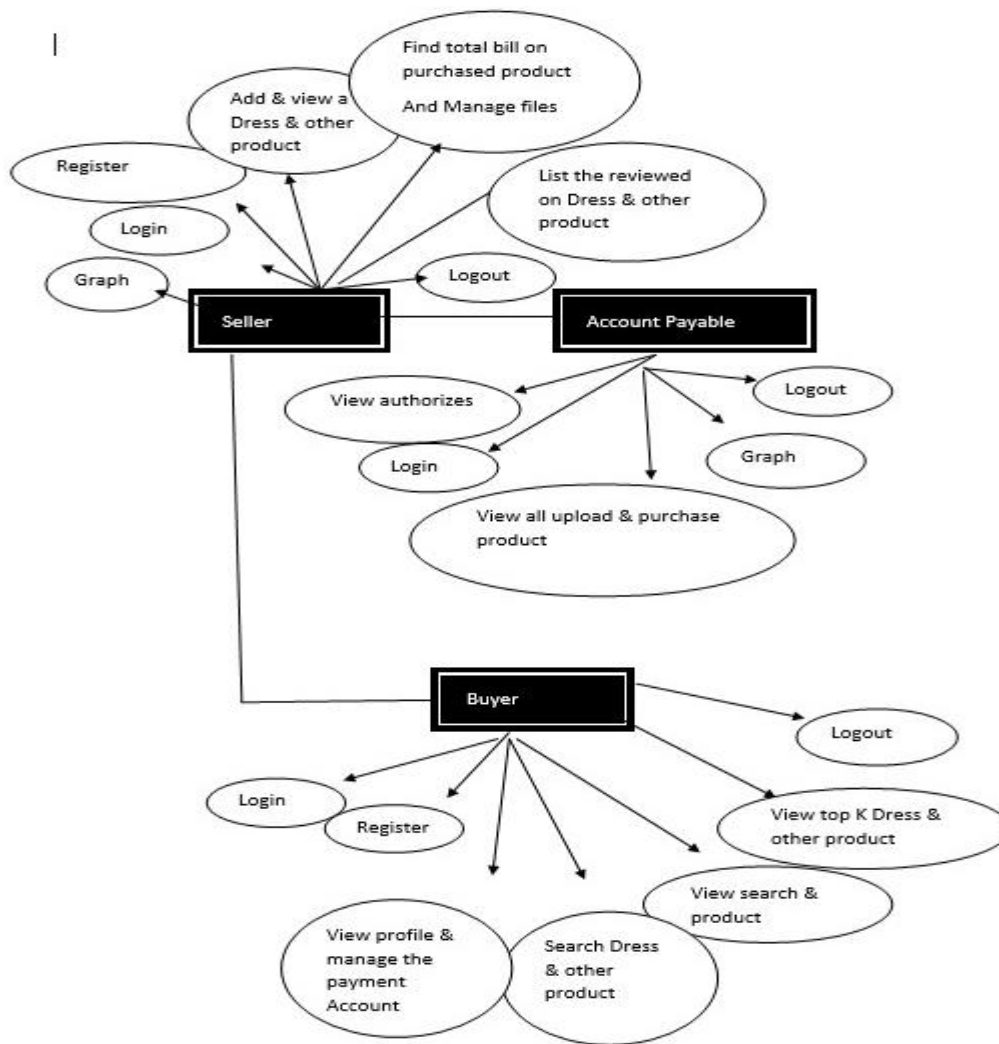 Find total bill on
purchased product
And Manage files
Add & view a
Dress & other
product
Register
List the reviewed
on Dress & other
product
Login
Graph
Logout
Seller
Account Payable
View authorizes
Logout
Login
Graph
View all upload & purchase
product
Buyer
Logout
Login
Register
View top K Dress &
other product
View search &
product
View profile &
manage the
payment
Account
Search Dress
& other
product